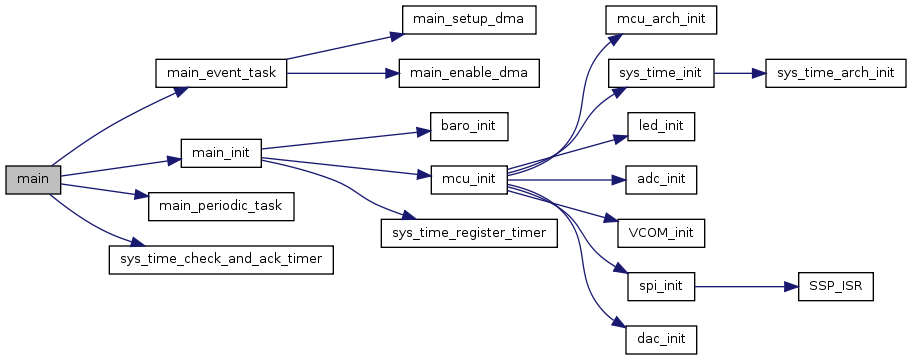 main
main_event_task
main_setup_dma
main_enable_dma
main_init
baro_init
mcu_init
mcu_arch_init
sys_time_init
sys_time_arch_init
led_init
adc_init
VCOM_init
spi_init
SSP_ISR
dac_init
sys_time_register_timer
main_periodic_task
sys_time_check_and_ack_timer